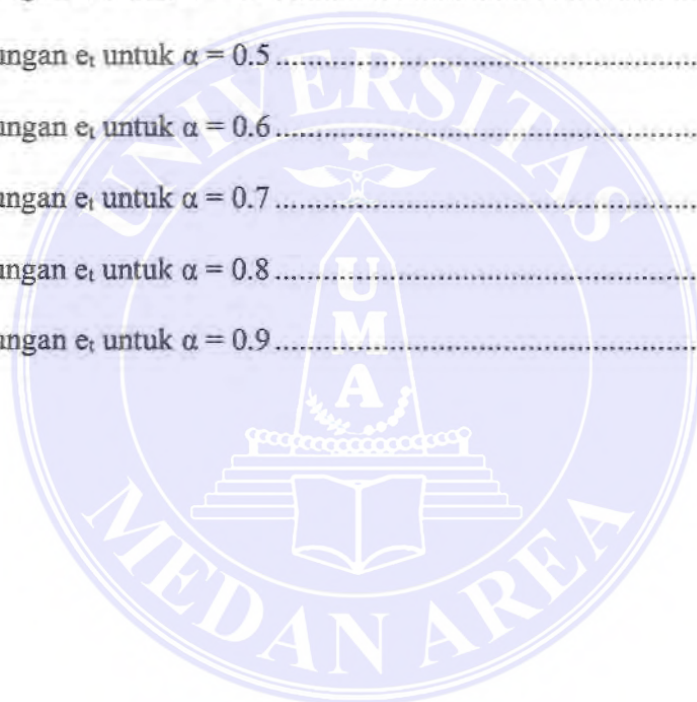 ungan eₜ untuk α = 0.5
ungan eₜ untuk α = 0.6
ungan eₜ untuk α = 0.7
ungan eₜ untuk α = 0.8
ungan eₜ untuk α = 0.9
UNIVERSITAS
UMA
MEDAN AREA